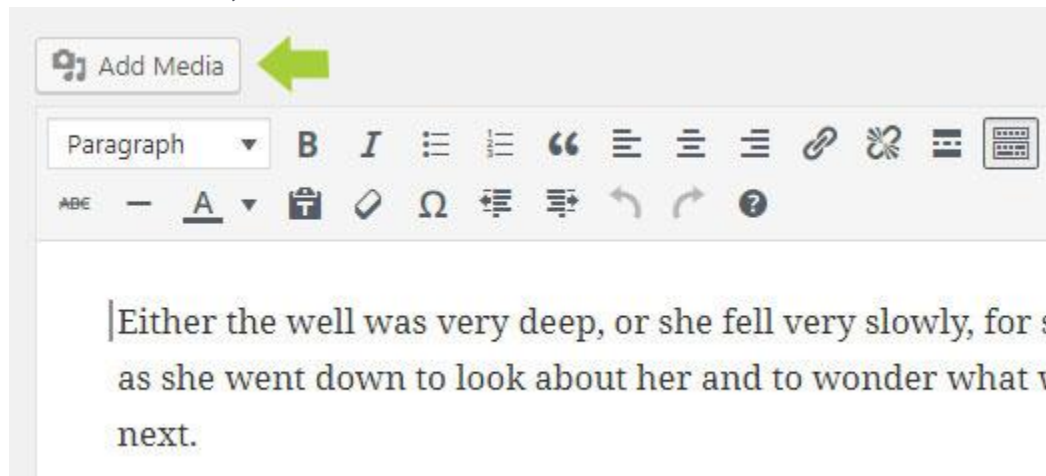 Add Media
Paragraph B I
ABC A T Ω ?
Either the well was very deep, or she fell very slowly, for s
as she went down to look about her and to wonder what
next.